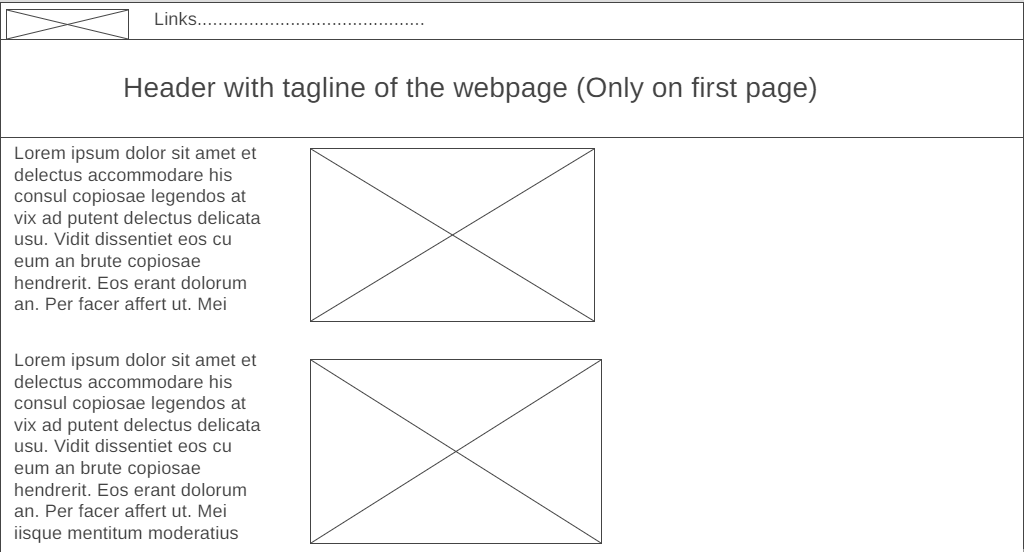 Links............................................
Header with tagline of the webpage (Only on first page)
Lorem ipsum dolor sit amet et
delectus accommodare his
consul copiosae legendos at
vix ad putent delectus delicata
usu. Vidit dissentiet eos cu
eum an brute copiosae
hendrerit. Eos erant dolorum
an. Per facer affert ut. Mei
Lorem ipsum dolor sit amet et
delectus accommodare his
consul copiosae legendos at
vix ad putent delectus delicata
usu. Vidit dissentiet eos cu
eum an brute copiosae
hendrerit. Eos erant dolorum
an. Per facer affert ut. Mei
iisque mentitum moderatius